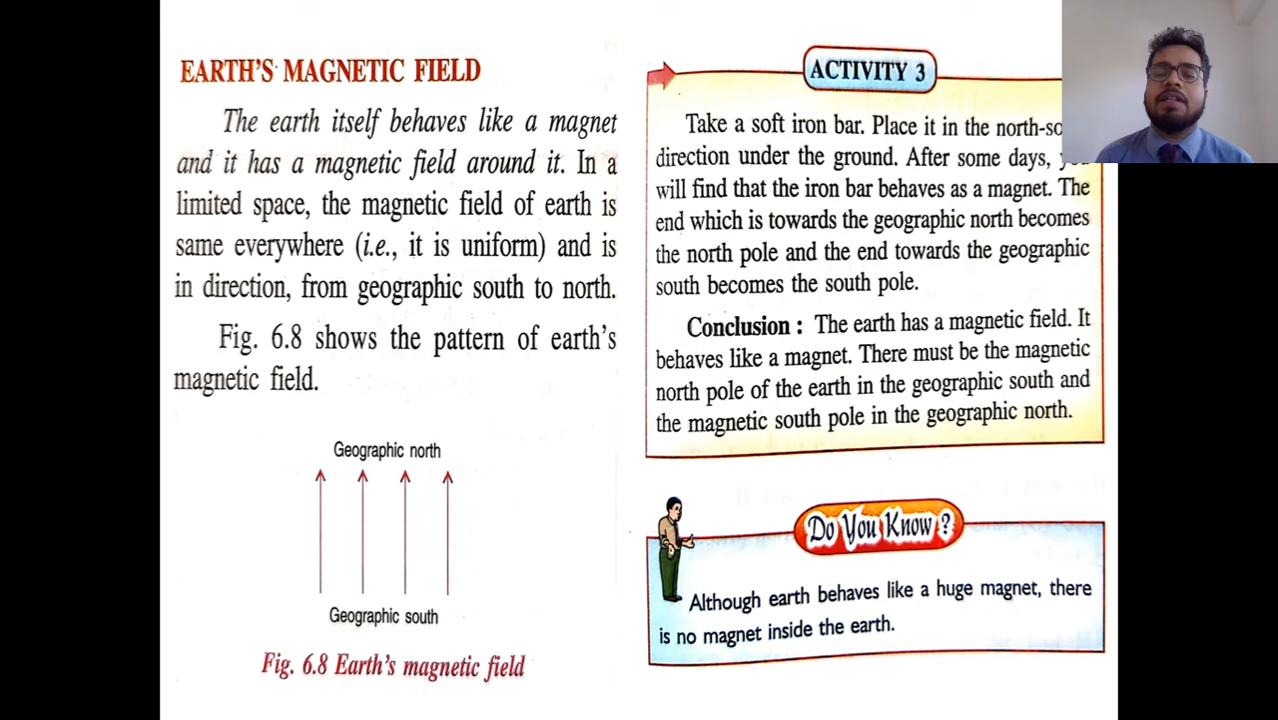 EARTH'S MAGNETIC FIELD
The earth itself behaves like a magnet
and it has a magnetic field around it. In a
limited space, the magnetic field of earth is
same everywhere (i.e., it is uniform) and is
in direction, from geographic south to north.
Fig. 6.8 shows the pattern of earth's
magnetic field.
Geographic north
Geographic south
Fig. 6.8 Earth's magnetic field
ACTIVITY 3
Take a soft iron bar. Place it in the
direction under the ground. After some days,
will find that the iron bar behaves as a magnet. The
end which is towards the geographic north becomes
the north pole and the end towards the geographic
south becomes the south pole.
Conclusion : The earth has a magnetic field. It
behaves like a magnet. There must be the magnetic
north pole of the earth in the geographic south and
the magnetic south pole in the geographic north.
Do You Know ?
Although earth behaves like a huge magnet, there
is no magnet inside the earth.